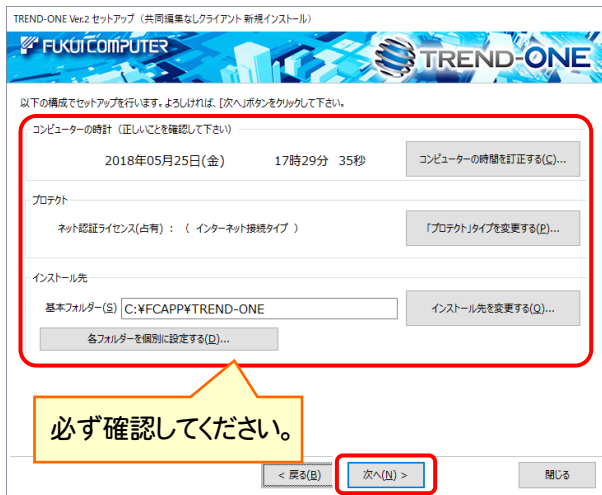 TREND-ONE Ver.2 セットアップ（共同編集なしクライアント 新規インストール）
FUKUI COMPUTER
TREND-ONE
以下の構成でセットアップを行います。よろしければ、[次へ]ボタンをクリックして下さい。
コンピューターの時計（正しいことを確認して下さい）
2018年05月25日(金) 17時29分 35秒 コンピューターの時間を訂正する(C)...
プロテクト
ネット認証ライセンス(占有) ：（ インターネット接続タイプ ） 「プロテクト」タイプを変更する(P)...
インストール先
基本フォルダー(S) C:¥FCAPP¥TREND-ONE インストール先を変更する(Q)...
各フォルダーを個別に設定する(D)...
必ず確認してください。
< 戻る(B) 次へ(N) > 閉じる